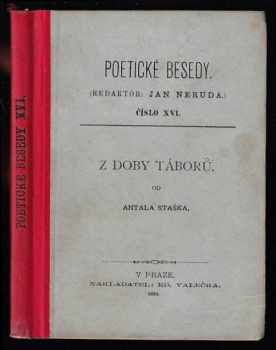 POETICKÉ BESEDY XVI.
POETICKÉ BESEDY.
(REDAKTOR: JAN NERUDA.)
ČÍSLO XVI.
Z DOBY TÁBORŮ.
OD
ANTALA STAŠKA.
V PRAZE.
NAKLADATEL: ED. VALEČKA.